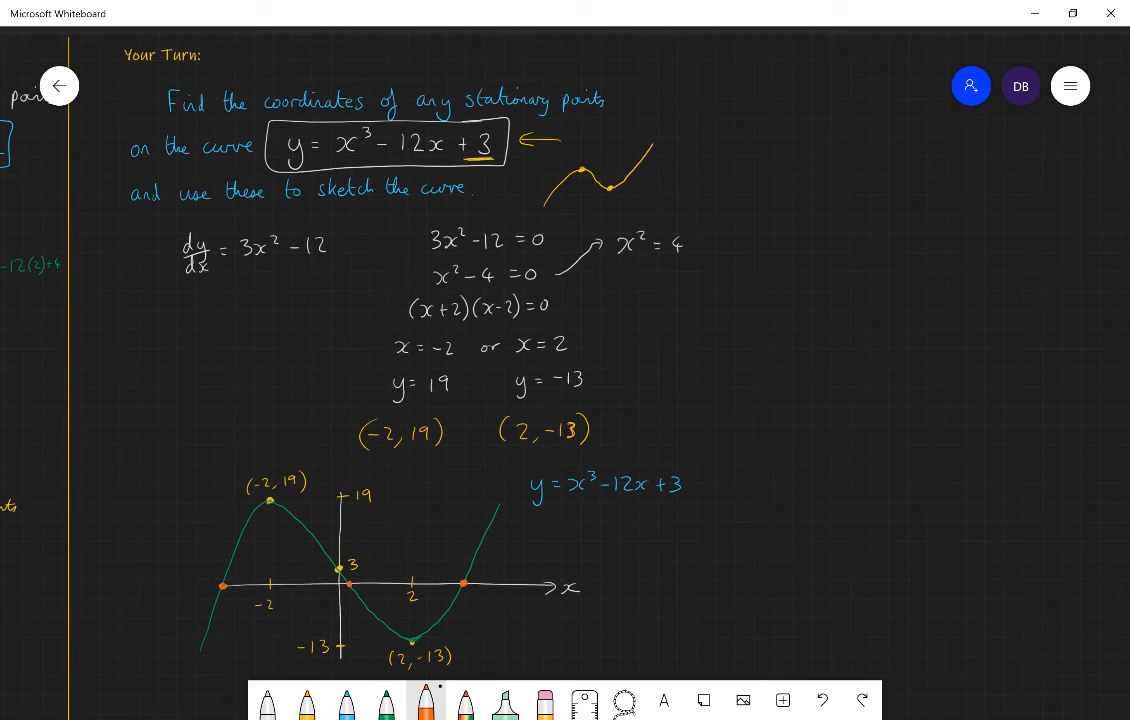 Microsoft Whiteboard
Your Turn:
DB
Find the coordinates of any stationary points
on the curve y = x³ - 12x + 3
and use these to sketch the curve.
dy/dx = 3x² - 12
3x² - 12 = 0
x² = 4
x² - 4 = 0
(x+2)(x-2) = 0
x = -2 or x = 2
y = 19 y = -13
(-2, 19) (2, -13)
-12(2)+4
(-2, 19)
19
y = x³ - 12x + 3
3
-2
2
x
-13
(2, -13)
A